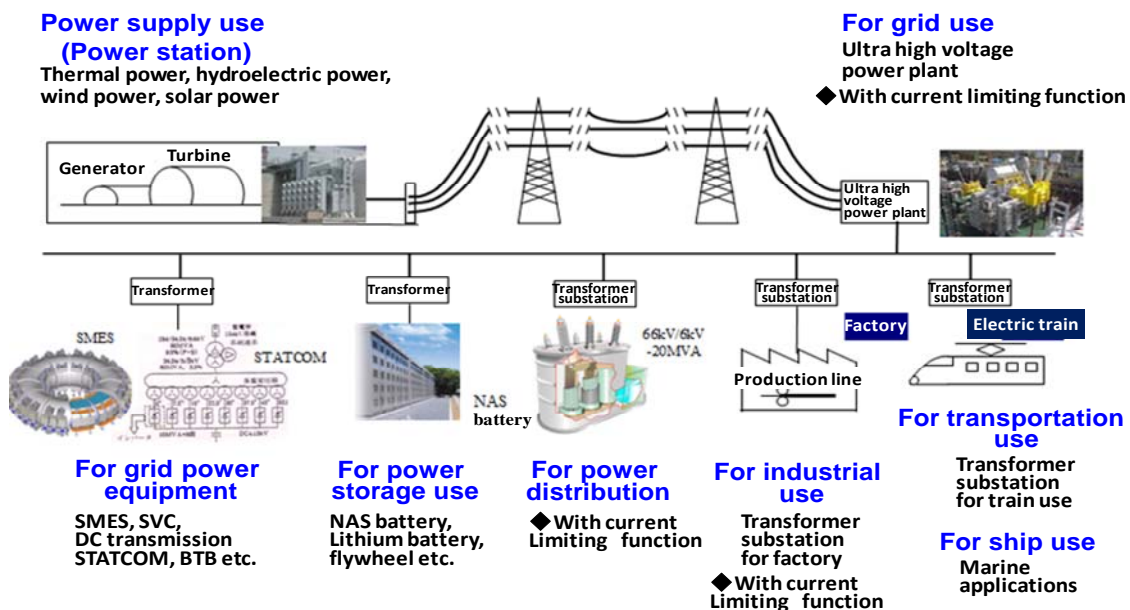 Power supply use
(Power station)
Thermal power, hydroelectric power,
wind power, solar power
For grid use
Ultra high voltage
power plant
◆With current limiting function
Generator
Turbine
Ultra high
voltage
power plant
Transformer
Transformer
Transformer
substation
Transformer
substation
Transformer
substation
SMES
STATCOM
NAS
battery
66kV/6kV
-20MVA
Factory
Production line
Electric train
For grid power
equipment
SMES, SVC,
DC transmission
STATCOM, BTB etc.
For power
storage use
NAS battery,
Lithium battery,
flywheel etc.
For power
distribution
◆With current
Limiting function
For industrial
use
Transformer
substation
for factory
◆With current
Limiting function
For transportation
use
Transformer
substation
for train use
For ship use
Marine
applications